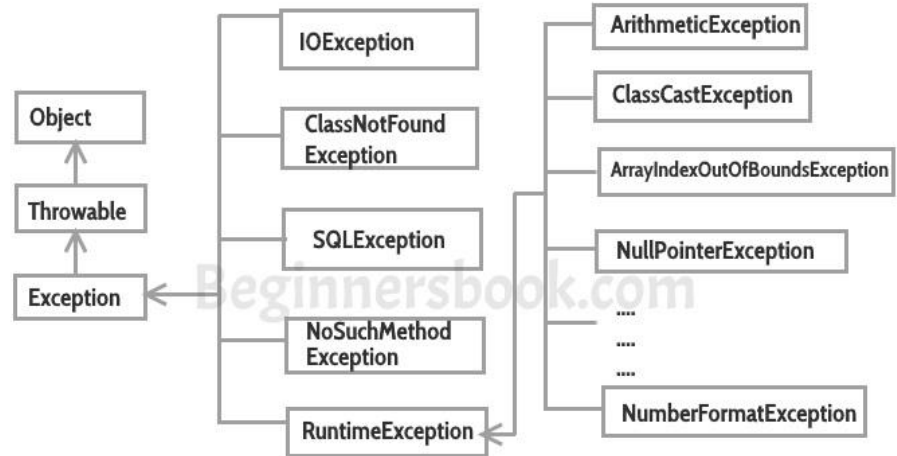 Object
Throwable
Exception
IOException
ClassNotFound
Exception
SQLException
NoSuchMethod
Exception
RuntimeException
ArithmeticException
ClassCastException
ArrayIndexOutOfBoundsException
NullPointerException
....
....
....
NumberFormatException
Beginnersbook.com